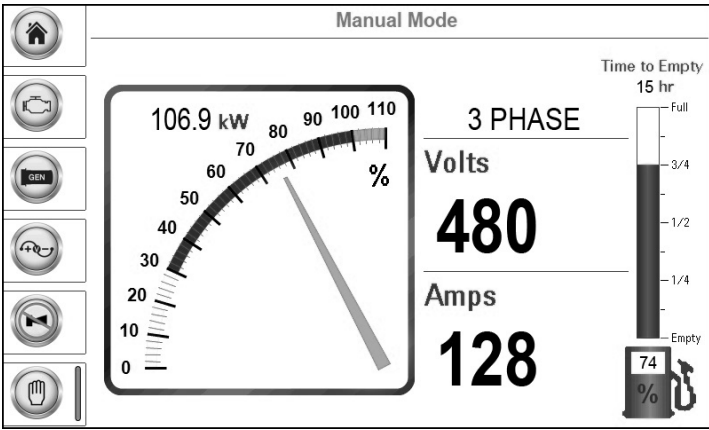 Manual Mode
Time to Empty
15 hr
106.9 kW
0
10
20
30
40
50
60
70
80
90
100
110
%
3 PHASE
Volts
480
Amps
128
Full
3/4
1/2
1/4
Empty
74
%
GEN